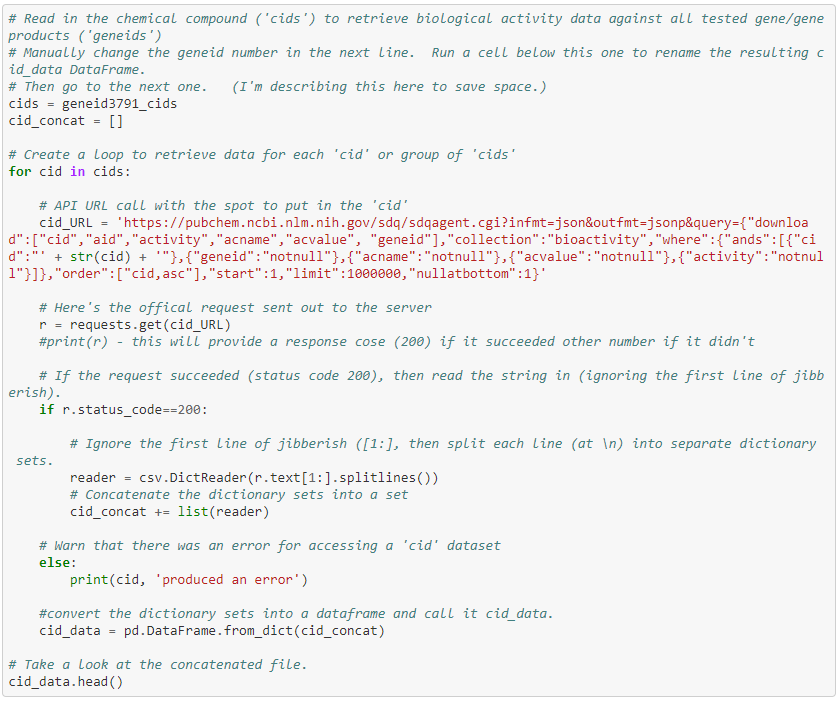 # Read in the chemical compound ('cids') to retrieve biological activity data against all tested gene/gene
products ('geneids')
# Manually change the geneid number in the next line.  Run a cell below this one to rename the resulting c
id_data DataFrame.
# Then go to the next one.   (I'm describing this here to save space.)
cids = geneid3791_cids
cid_concat = []

# Create a loop to retrieve data for each 'cid' or group of 'cids'
for cid in cids:

    # API URL call with the spot to put in the 'cid'
    cid_URL = 'https://pubchem.ncbi.nlm.nih.gov/sdq/sdqagent.cgi?infmt=json&outfmt=jsonp&query={"downloa
d":["cid","aid","activity","acname","acvalue", "geneid"],"collection":"bioactivity","where":{"ands":[{"ci
d":"' + str(cid) + '"},{"geneid":"notnull"},{"acname":"notnull"},{"acvalue":"notnull"},{"activity":"notnul
l"}]},"order":["cid,asc"],"start":1,"limit":1000000,"nullatbottom":1}'

    # Here's the offical request sent out to the server
    r = requests.get(cid_URL)
    #print(r) - this will provide a response cose (200) if it succeeded other number if it didn't

    # If the request succeeded (status code 200), then read the string in (ignoring the first line of jibb
erish).
    if r.status_code==200:

        # Ignore the first line of jibberish ([1:], then split each line (at \n) into separate dictionary
 sets.
        reader = csv.DictReader(r.text[1:].splitlines())
        # Concatenate the dictionary sets into a set
        cid_concat += list(reader)

    # Warn that there was an error for accessing a 'cid' dataset
    else:
        print(cid, 'produced an error')

    #convert the dictionary sets into a dataframe and call it cid_data.
    cid_data = pd.DataFrame.from_dict(cid_concat)

# Take a look at the concatenated file.
cid_data.head()